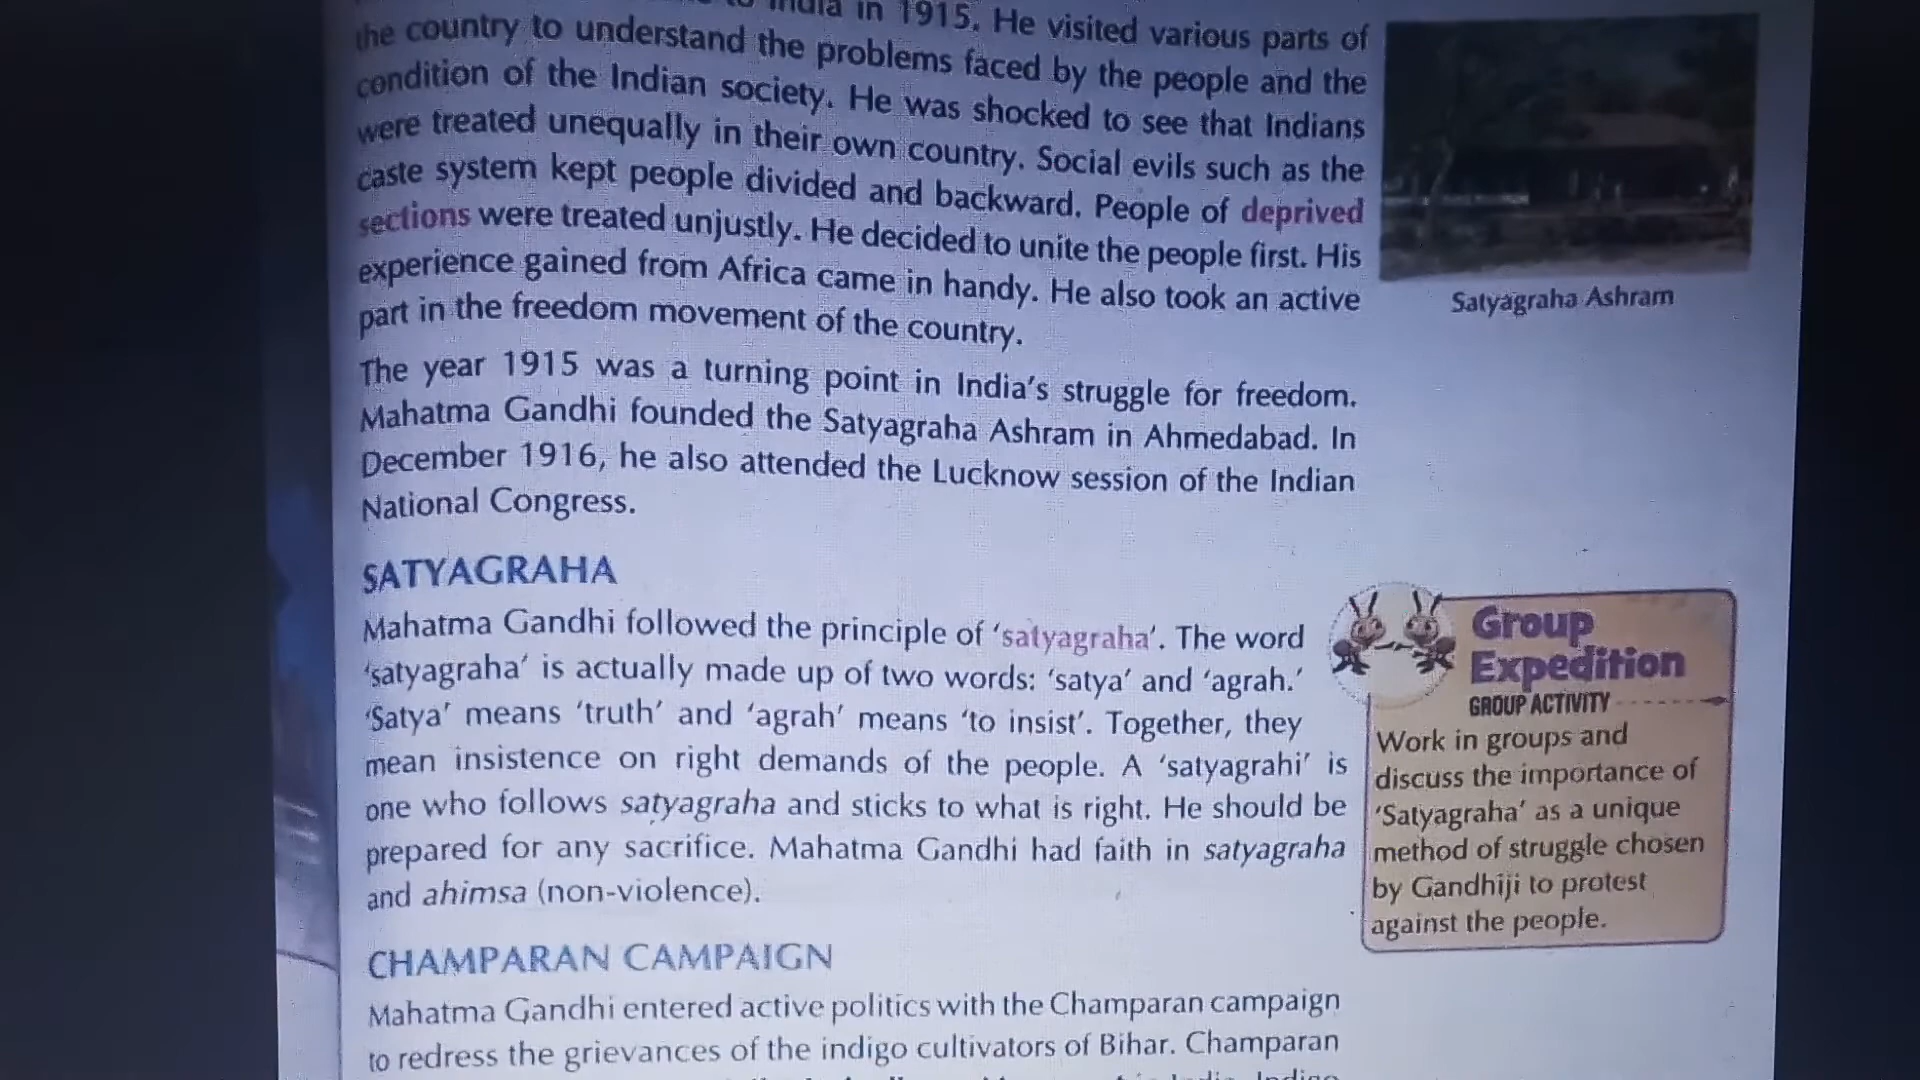 to India in 1915. He visited various parts of
the country to understand the problems faced by the people and the
condition of the Indian society. He was shocked to see that Indians
were treated unequally in their own country. Social evils such as the
caste system kept people divided and backward. People of deprived
sections were treated unjustly. He decided to unite the people first. His
experience gained from Africa came in handy. He also took an active
part in the freedom movement of the country.
Satyagraha Ashram
The year 1915 was a turning point in India's struggle for freedom.
Mahatma Gandhi founded the Satyagraha Ashram in Ahmedabad. In
December 1916, he also attended the Lucknow session of the Indian
National Congress.
SATYAGRAHA
Mahatma Gandhi followed the principle of 'satyagraha'. The word
'satyagraha' is actually made up of two words: 'satya' and 'agrah.'
'Satya' means 'truth' and 'agrah' means 'to insist'. Together, they
mean insistence on right demands of the people. A 'satyagrahi' is
one who follows satyagraha and sticks to what is right. He should be
prepared for any sacrifice. Mahatma Gandhi had faith in satyagraha
and ahimsa (non-violence).
Group
Expedition
GROUP ACTIVITY
Work in groups and
discuss the importance of
'Satyagraha' as a unique
method of struggle chosen
by Gandhiji to protest
against the people.
CHAMPARAN CAMPAIGN
Mahatma Gandhi entered active politics with the Champaran campaign
to redress the grievances of the indigo cultivators of Bihar. Champaran